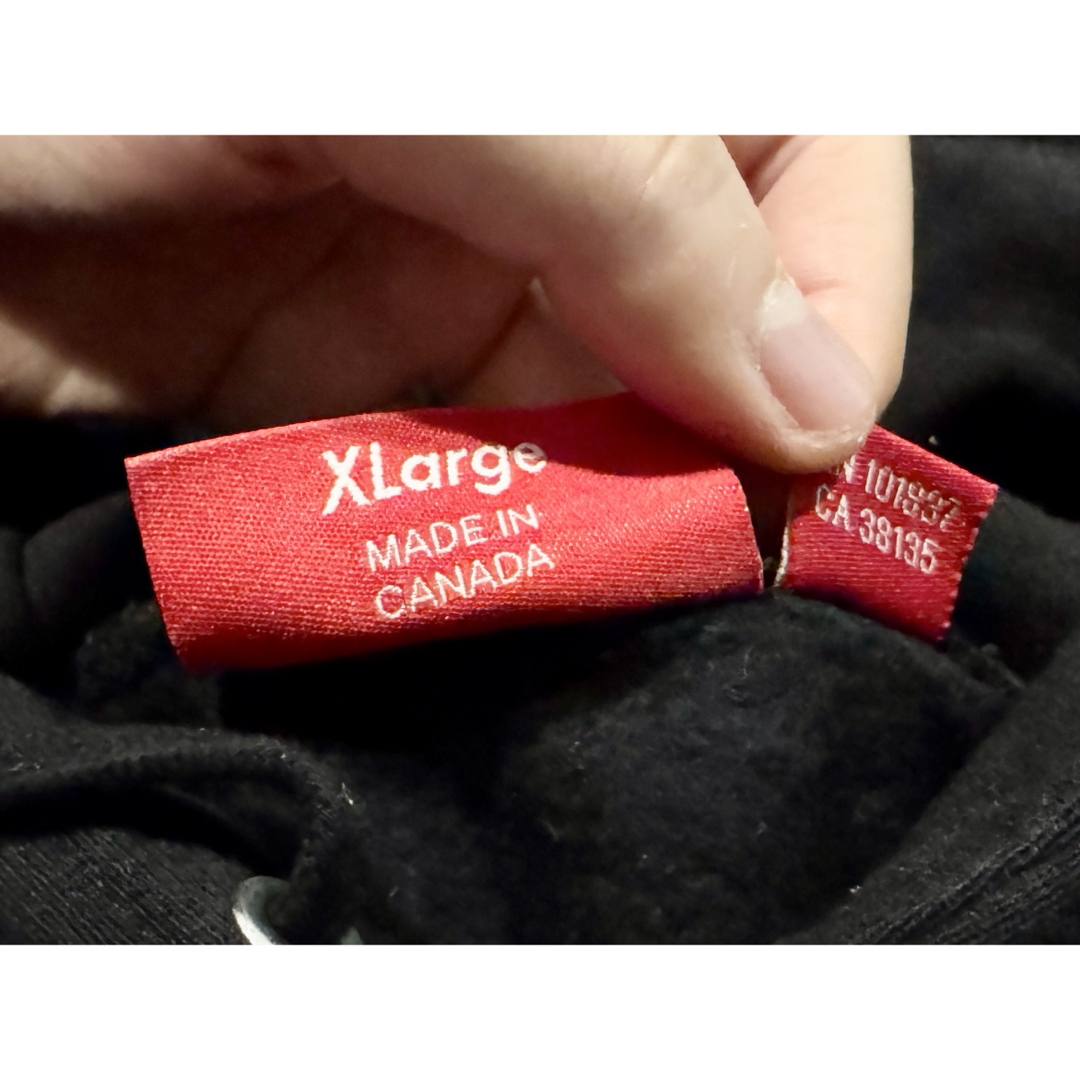 XLarge
MADE IN
CANADA
N 101837
CA 38135